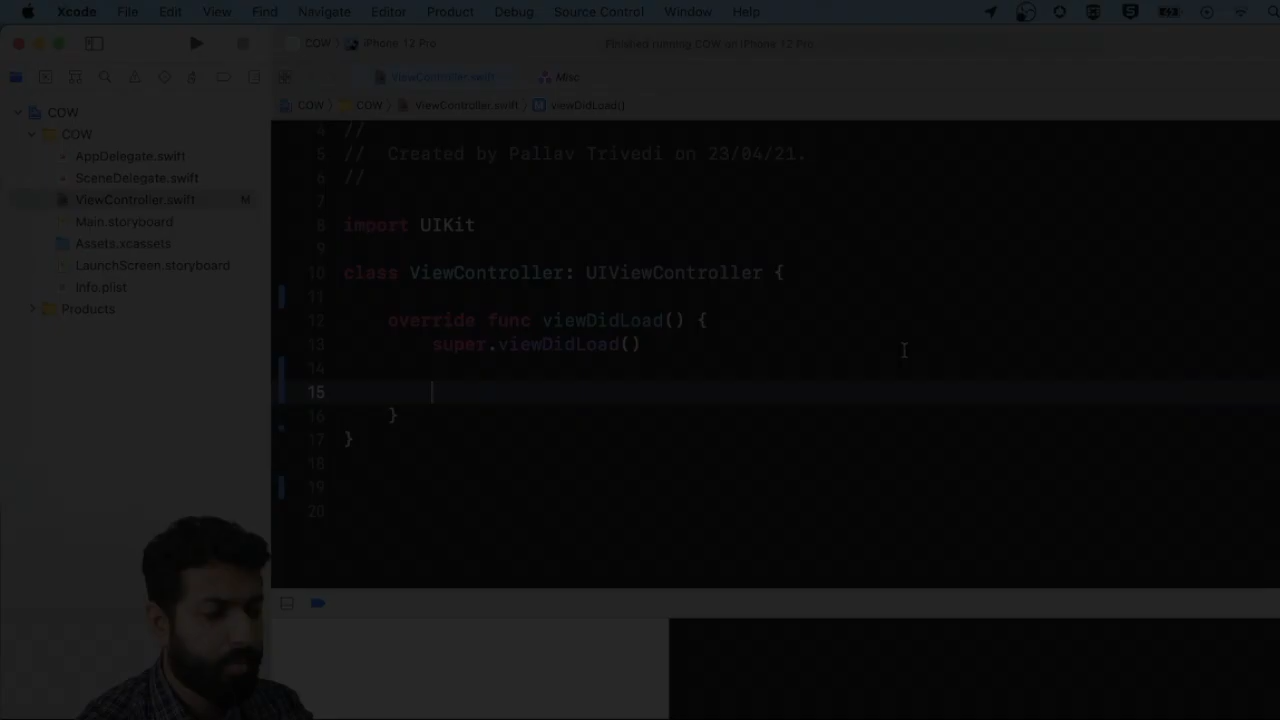 Xcode File Edit View Find Navigate Editor Product Debug Source Control Window Help
COW iPhone 12 Pro Finished running COW on iPhone 12 Pro
ViewController.swift Misc
COW COW ViewController.swift viewDidLoad()
COW
COW
AppDelegate.swift
SceneDelegate.swift
ViewController.swift M
Main.storyboard
Assets.xcassets
LaunchScreen.storyboard
Info.plist
Products
4 //
5 // Created by Pallav Trivedi on 23/04/21.
6 //
7
8 import UIKit
9
10 class ViewController: UIViewController {
11
12 override func viewDidLoad() {
13 super.viewDidLoad()
14
15
16 }
17 }
18
19
20